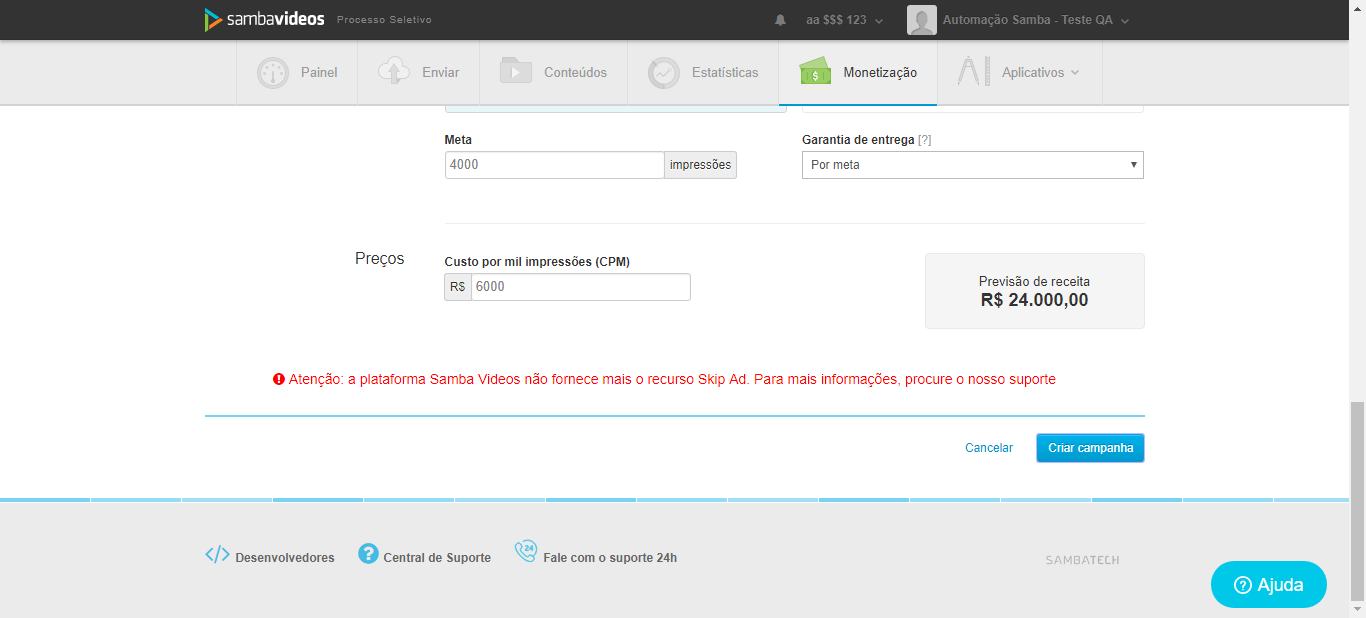 sambavideos Processo Seletivo aa $$$ 123 Automação Samba - Teste QA
Painel Enviar Conteúdos Estatísticas Monetização Aplicativos
Meta Garantia de entrega [?]
4000 impressões Por meta
Preços Custo por mil impressões (CPM)
R$ 6000
Previsão de receita
R$ 24.000,00
Atenção: a plataforma Samba Videos não fornece mais o recurso Skip Ad. Para mais informações, procure o nosso suporte
Cancelar Criar campanha
Desenvolvedores ? Central de Suporte 24 Fale com o suporte 24h SAMBATECH
? Ajuda